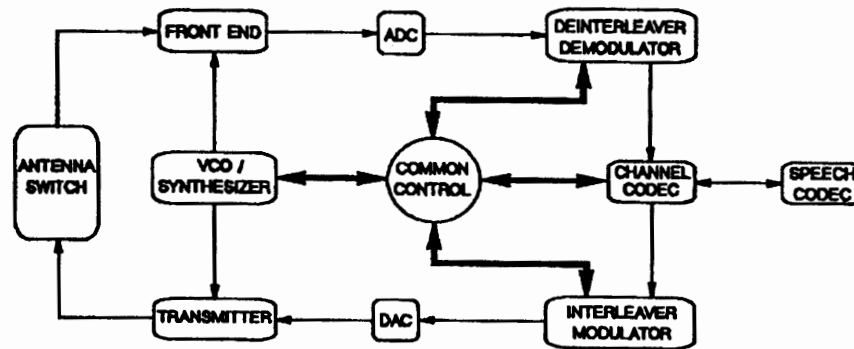 FRONT END
ADC
DEINTERLEAVER
DEMODULATOR
ANTENNA
SWITCH
VCO /
SYNTHESIZER
COMMON
CONTROL
CHANNEL
CODEC
SPEECH
CODEC
TRANSMITTER
DAC
INTERLEAVER
MODULATOR